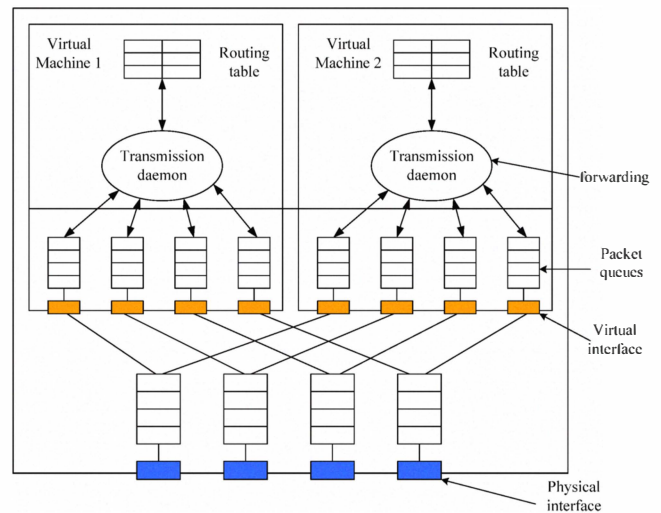 Virtual
Machine 1
Routing
table
Virtual
Machine 2
Routing
table
Transmission
daemon
Transmission
daemon
forwarding
Packet
queues
Virtual
interface
Physical
interface